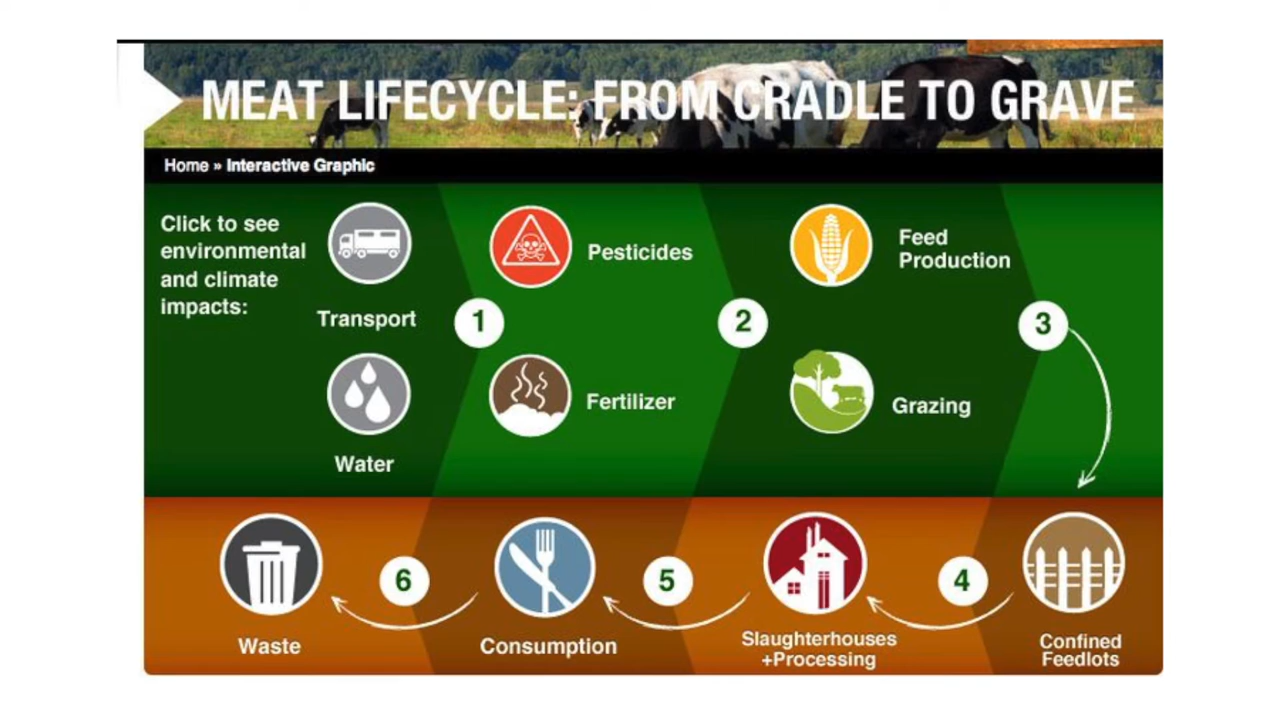 MEAT LIFECYCLE: FROM CRADLE TO GRAVE
Home » Interactive Graphic
Click to see
environmental
and climate
impacts:
Transport
Water
1
Pesticides
Fertilizer
2
Feed
Production
Grazing
3
Waste
6
Consumption
5
Slaughterhouses
+Processing
4
Confined
Feedlots